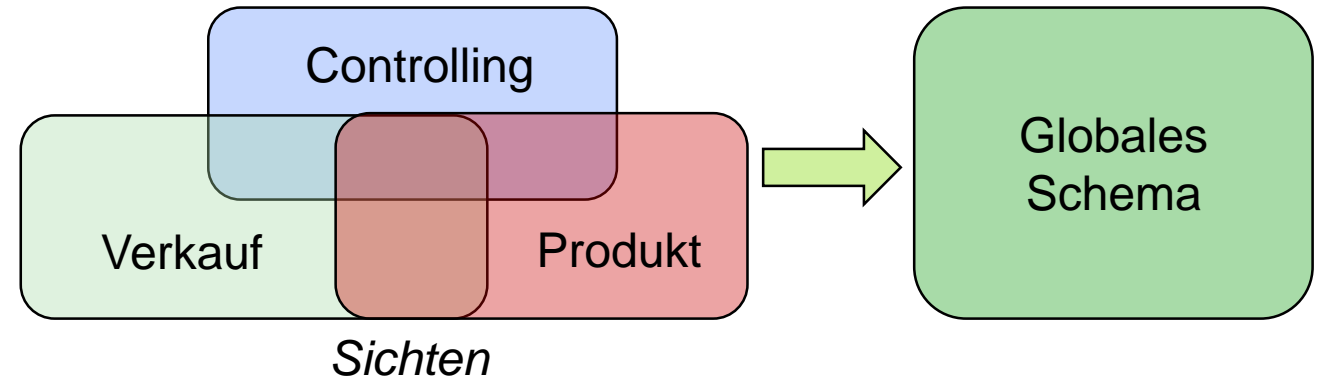 Controlling
Verkauf
Produkt
Sichten
Globales
Schema